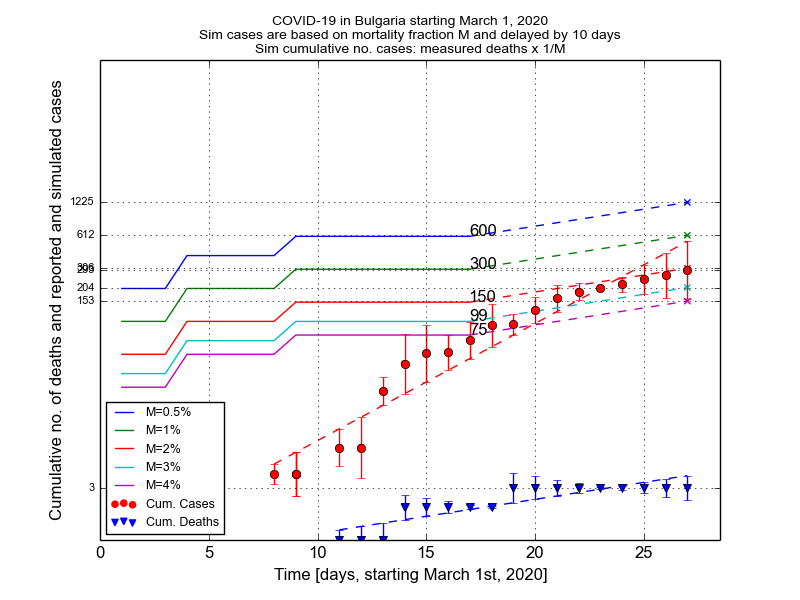 COVID-19 in Bulgaria starting March 1, 2020
Sim cases are based on mortality fraction M and delayed by 10 days
Sim cumulative no. cases: measured deaths x 1/M
Cumulative no. of deaths and reported and simulated cases
1225
612
204
153
3
600
300
150
99
75
M=0.5%
M=1%
M=2%
M=3%
M=4%
Cum. Cases
Cum. Deaths
0 5 10 15 20 25
Time [days, starting March 1st, 2020]